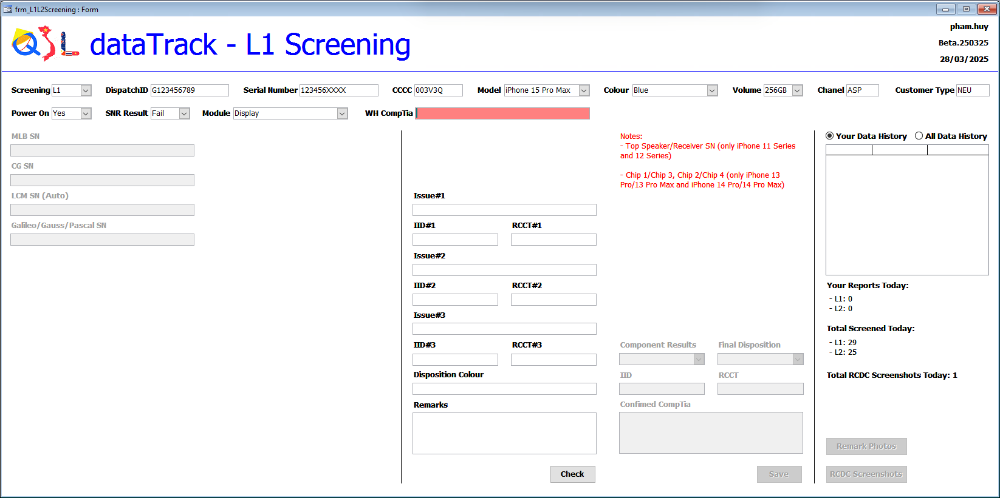 frm_L1L2Screening : Form
QSL dataTrack - L1 Screening
pham.huy
Beta.250325
28/03/2025
Screening L1 DispatchID G123456789 Serial Number 123456XXXX CCCC 003V3Q Model iPhone 15 Pro Max Colour Blue Volume 256GB Chanel ASP Customer Type NEU
Power On Yes SNR Result Fail Module Display WH CompTia
MLB SN
CG SN
LCM SN (Auto)
Galileo/Gauss/Pascal SN
Issue#1
IID#1 RCCT#1
Issue#2
IID#2 RCCT#2
Issue#3
IID#3 RCCT#3
Disposition Colour
Remarks
Check
Notes:
- Top Speaker/Receiver SN (only iPhone 11 Series
and 12 Series)
- Chip 1/Chip 3, Chip 2/Chip 4 (only iPhone 13
Pro/13 Pro Max and iPhone 14 Pro/14 Pro Max)
Component Results Final Disposition
IID RCCT
Confimed CompTia
Save
Your Data History All Data History
Your Reports Today:
- L1: 0
- L2: 0
Total Screened Today:
- L1: 29
- L2: 25
Total RCDC Screenshots Today: 1
Remark Photos
RCDC Screenshots